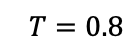 T = 0.8